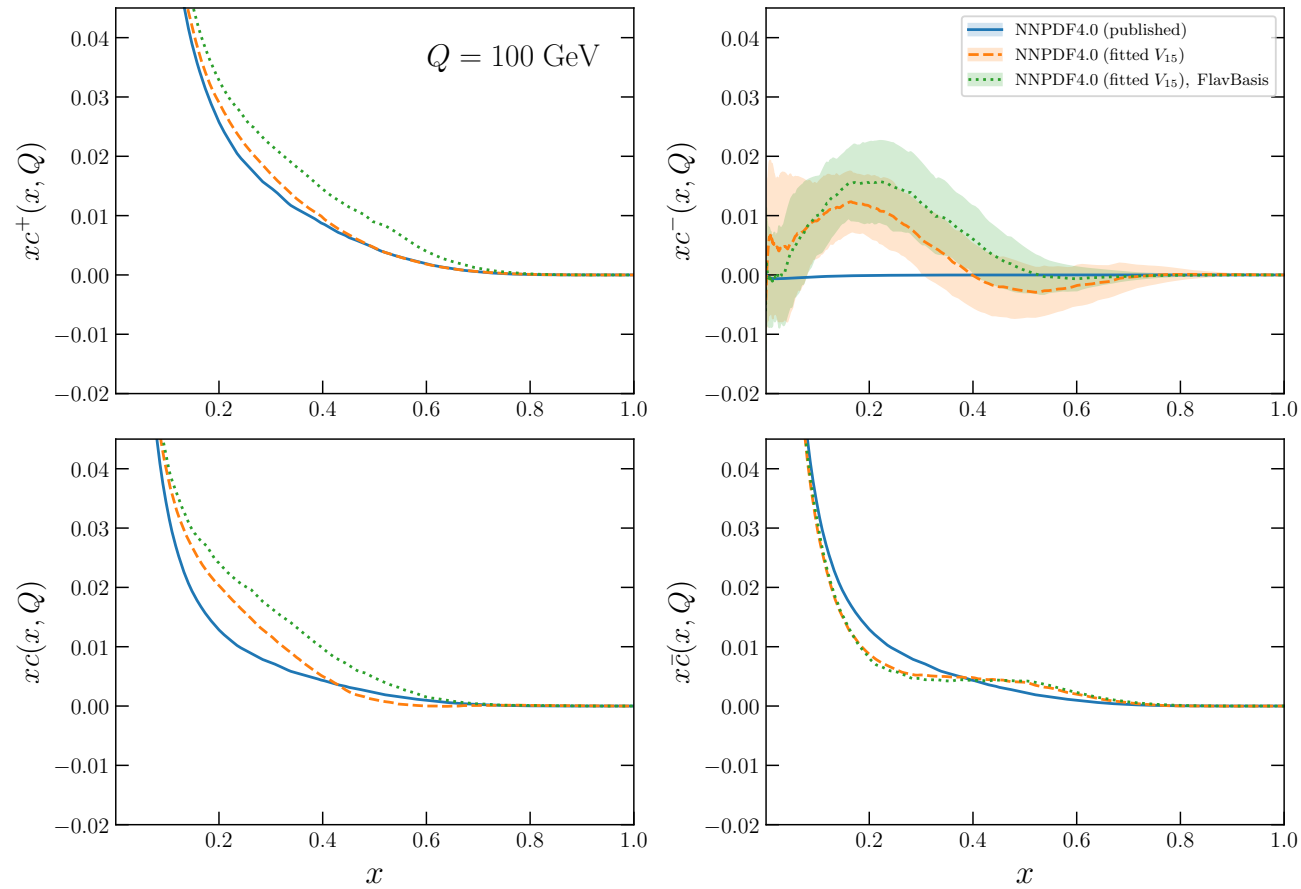 0.04
0.03
0.02
0.01
0.00
−0.01
−0.02
xc⁺(x, Q)
Q = 100 GeV
0.2 0.4 0.6 0.8 1.0
0.04
0.03
0.02
0.01
0.00
−0.01
−0.02
xc⁻(x, Q)
NNPDF4.0 (published)
NNPDF4.0 (fitted V₁₅)
NNPDF4.0 (fitted V₁₅), FlavBasis
0.2 0.4 0.6 0.8 1.0
0.04
0.03
0.02
0.01
0.00
−0.01
−0.02
xc(x, Q)
0.2 0.4 0.6 0.8 1.0
x
0.04
0.03
0.02
0.01
0.00
−0.01
−0.02
xc̄(x, Q)
0.2 0.4 0.6 0.8 1.0
x